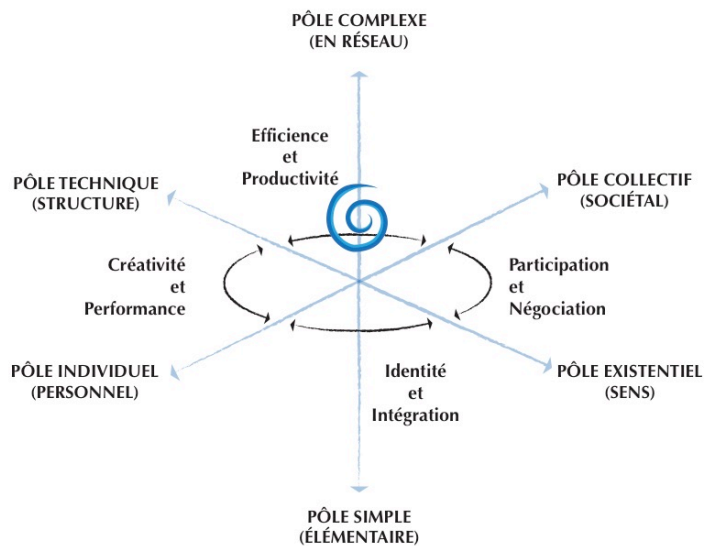 PÔLE COMPLEXE
(EN RÉSEAU)
Efficience
et
Productivité
PÔLE TECHNIQUE
(STRUCTURE)
PÔLE COLLECTIF
(SOCIÉTAL)
Créativité
et
Performance
Participation
et
Négociation
PÔLE INDIVIDUEL
(PERSONNEL)
Identité
et
Intégration
PÔLE EXISTENTIEL
(SENS)
PÔLE SIMPLE
(ÉLÉMENTAIRE)